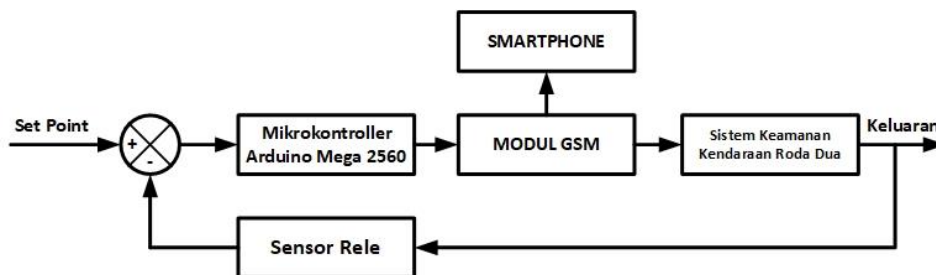 SMARTPHONE
Set Point
+
-
Mikrokontroller
Arduino Mega 2560
MODUL GSM
Sistem Keamanan
Kendaraan Roda Dua
Keluaran
Sensor Rele